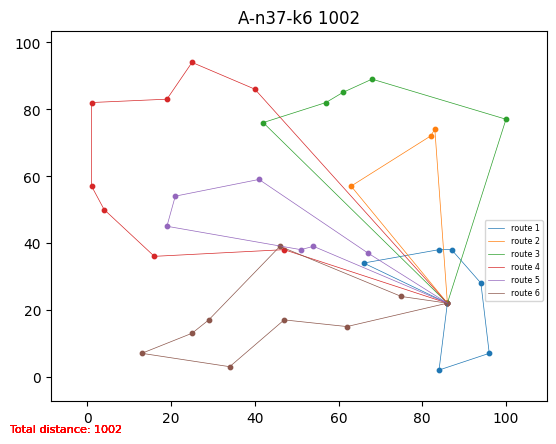 A-n37-k6 1002
100
80
60
40
20
0
route 1
route 2
route 3
route 4
route 5
route 6
0 20 40 60 80 100
Total distance: 1002